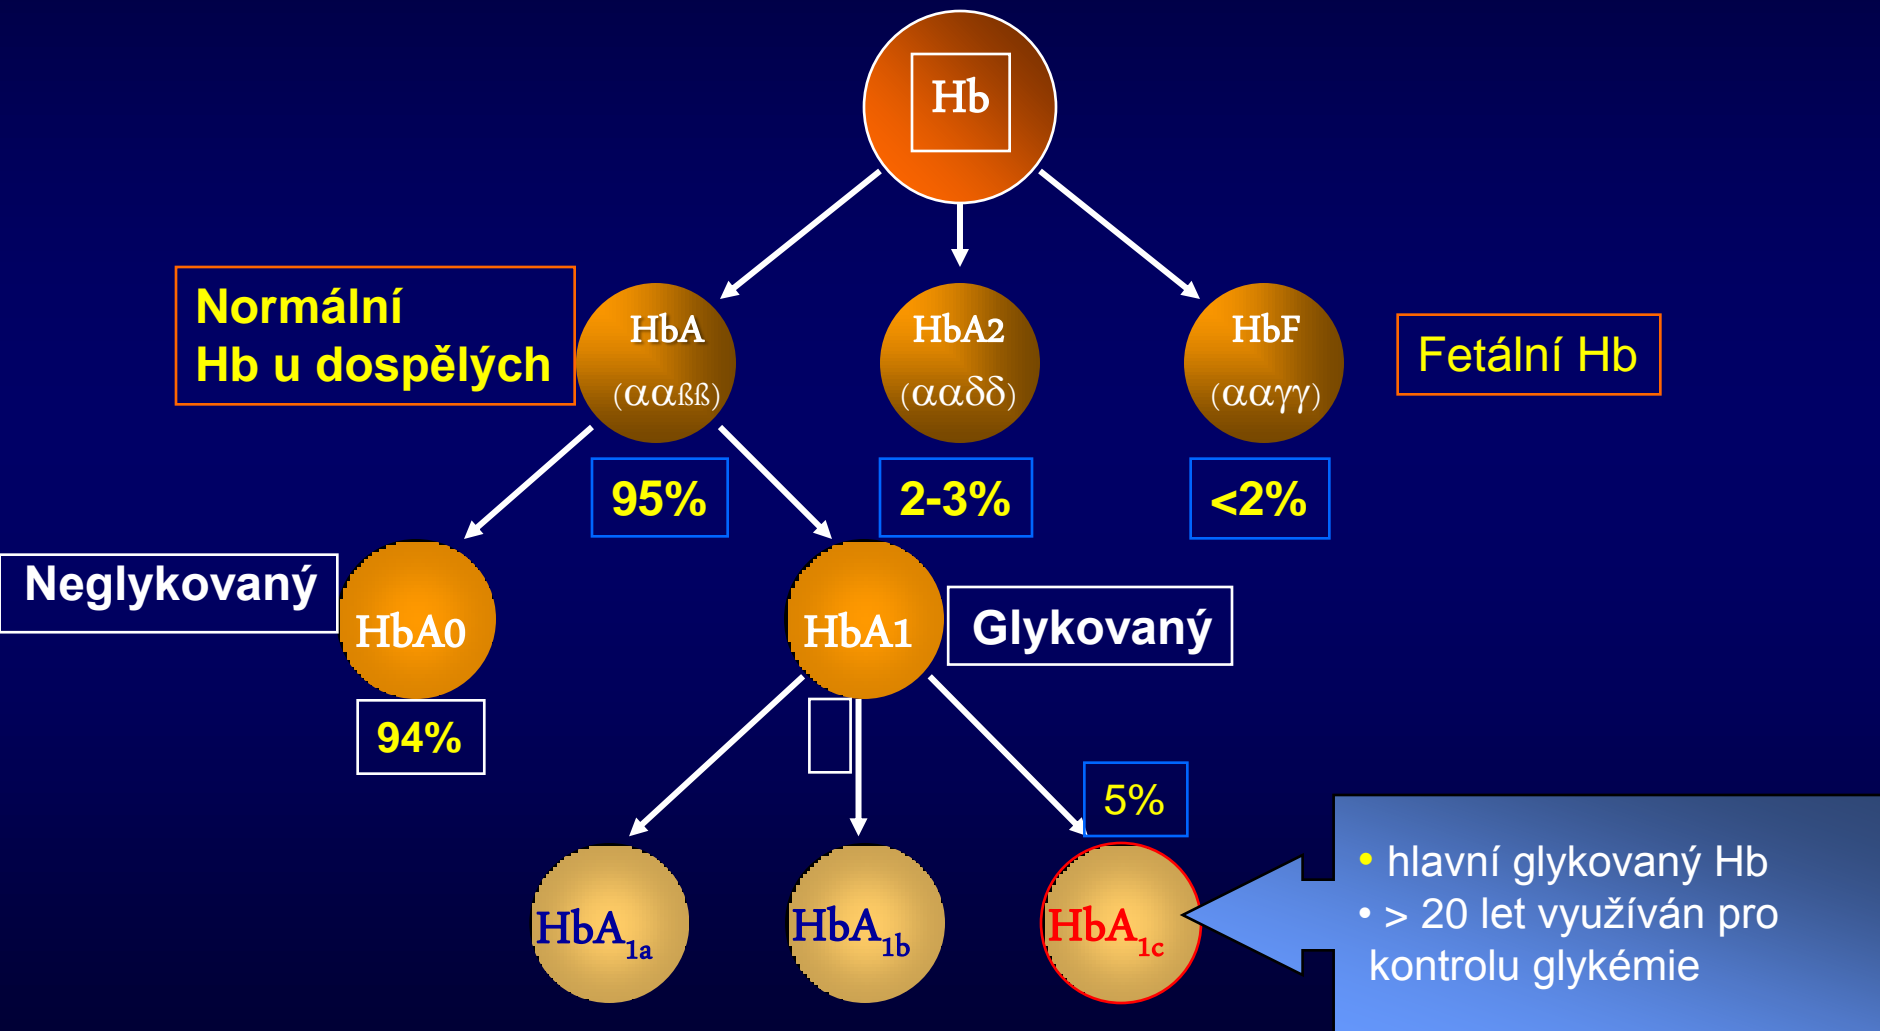 Hb
Normální
Hb u dospělých
HbA
(ααßß)
HbA2
(ααδδ)
HbF
(ααγγ)
Fetální Hb
95%
2-3%
<2%
Neglykovaný
HbA0
HbA1
Glykovaný
94%
5%
HbA1a
HbA1b
HbA1c
• hlavní glykovaný Hb
• > 20 let využíván pro
kontrolu glykémie